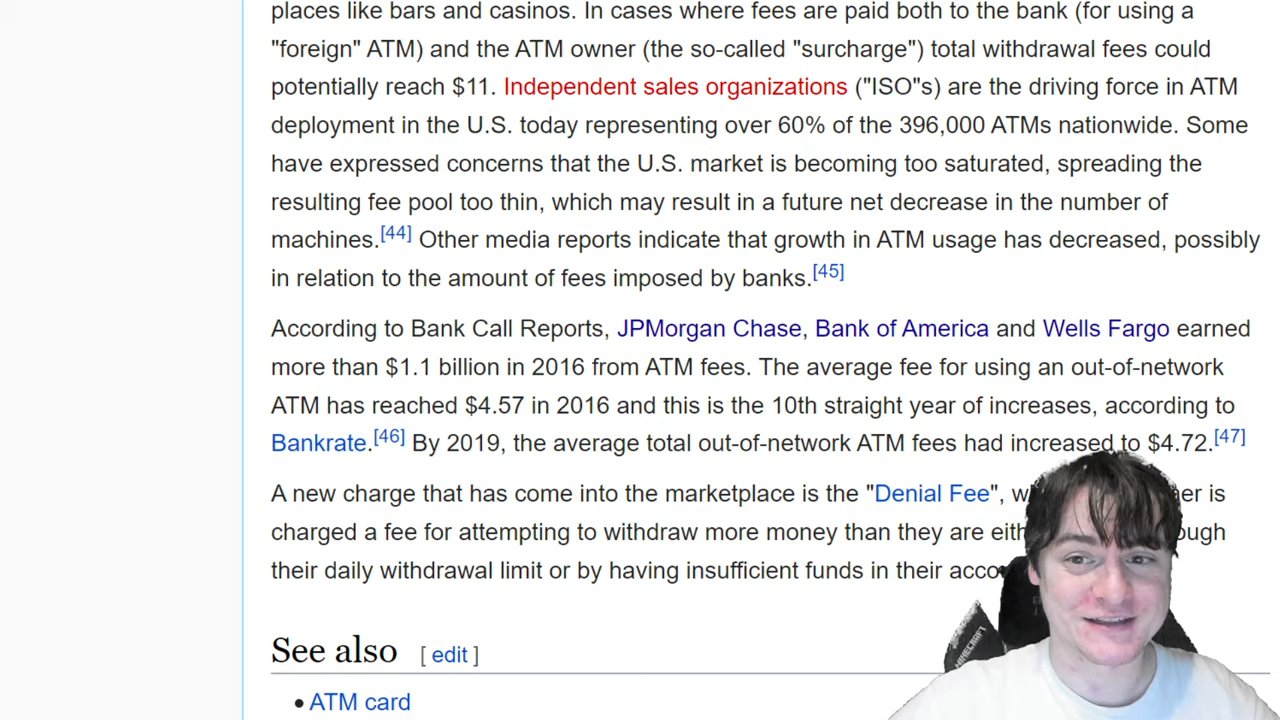 places like bars and casinos. In cases where fees are paid both to the bank (for using a
"foreign" ATM) and the ATM owner (the so-called "surcharge") total withdrawal fees could
potentially reach $11. Independent sales organizations ("ISO"s) are the driving force in ATM
deployment in the U.S. today representing over 60% of the 396,000 ATMs nationwide. Some
have expressed concerns that the U.S. market is becoming too saturated, spreading the
resulting fee pool too thin, which may result in a future net decrease in the number of
machines.[44] Other media reports indicate that growth in ATM usage has decreased, possibly
in relation to the amount of fees imposed by banks.[45]
According to Bank Call Reports, JPMorgan Chase, Bank of America and Wells Fargo earned
more than $1.1 billion in 2016 from ATM fees. The average fee for using an out-of-network
ATM has reached $4.57 in 2016 and this is the 10th straight year of increases, according to
Bankrate.[46] By 2019, the average total out-of-network ATM fees had increased to $4.72.[47]
A new charge that has come into the marketplace is the "Denial Fee", is
charged a fee for attempting to withdraw more money than they are
their daily withdrawal limit or by having insufficient funds in their
See also [ edit ]
• ATM card
MINECRAFT